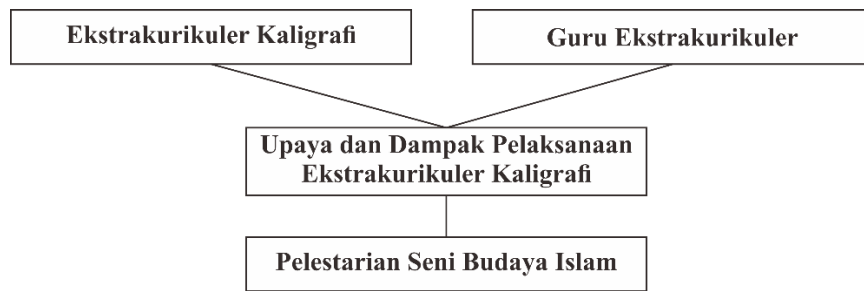 Ekstrakurikuler Kaligrafi
Guru Ekstrakurikuler
Upaya dan Dampak Pelaksanaan
Ekstrakurikuler Kaligrafi
Pelestarian Seni Budaya Islam